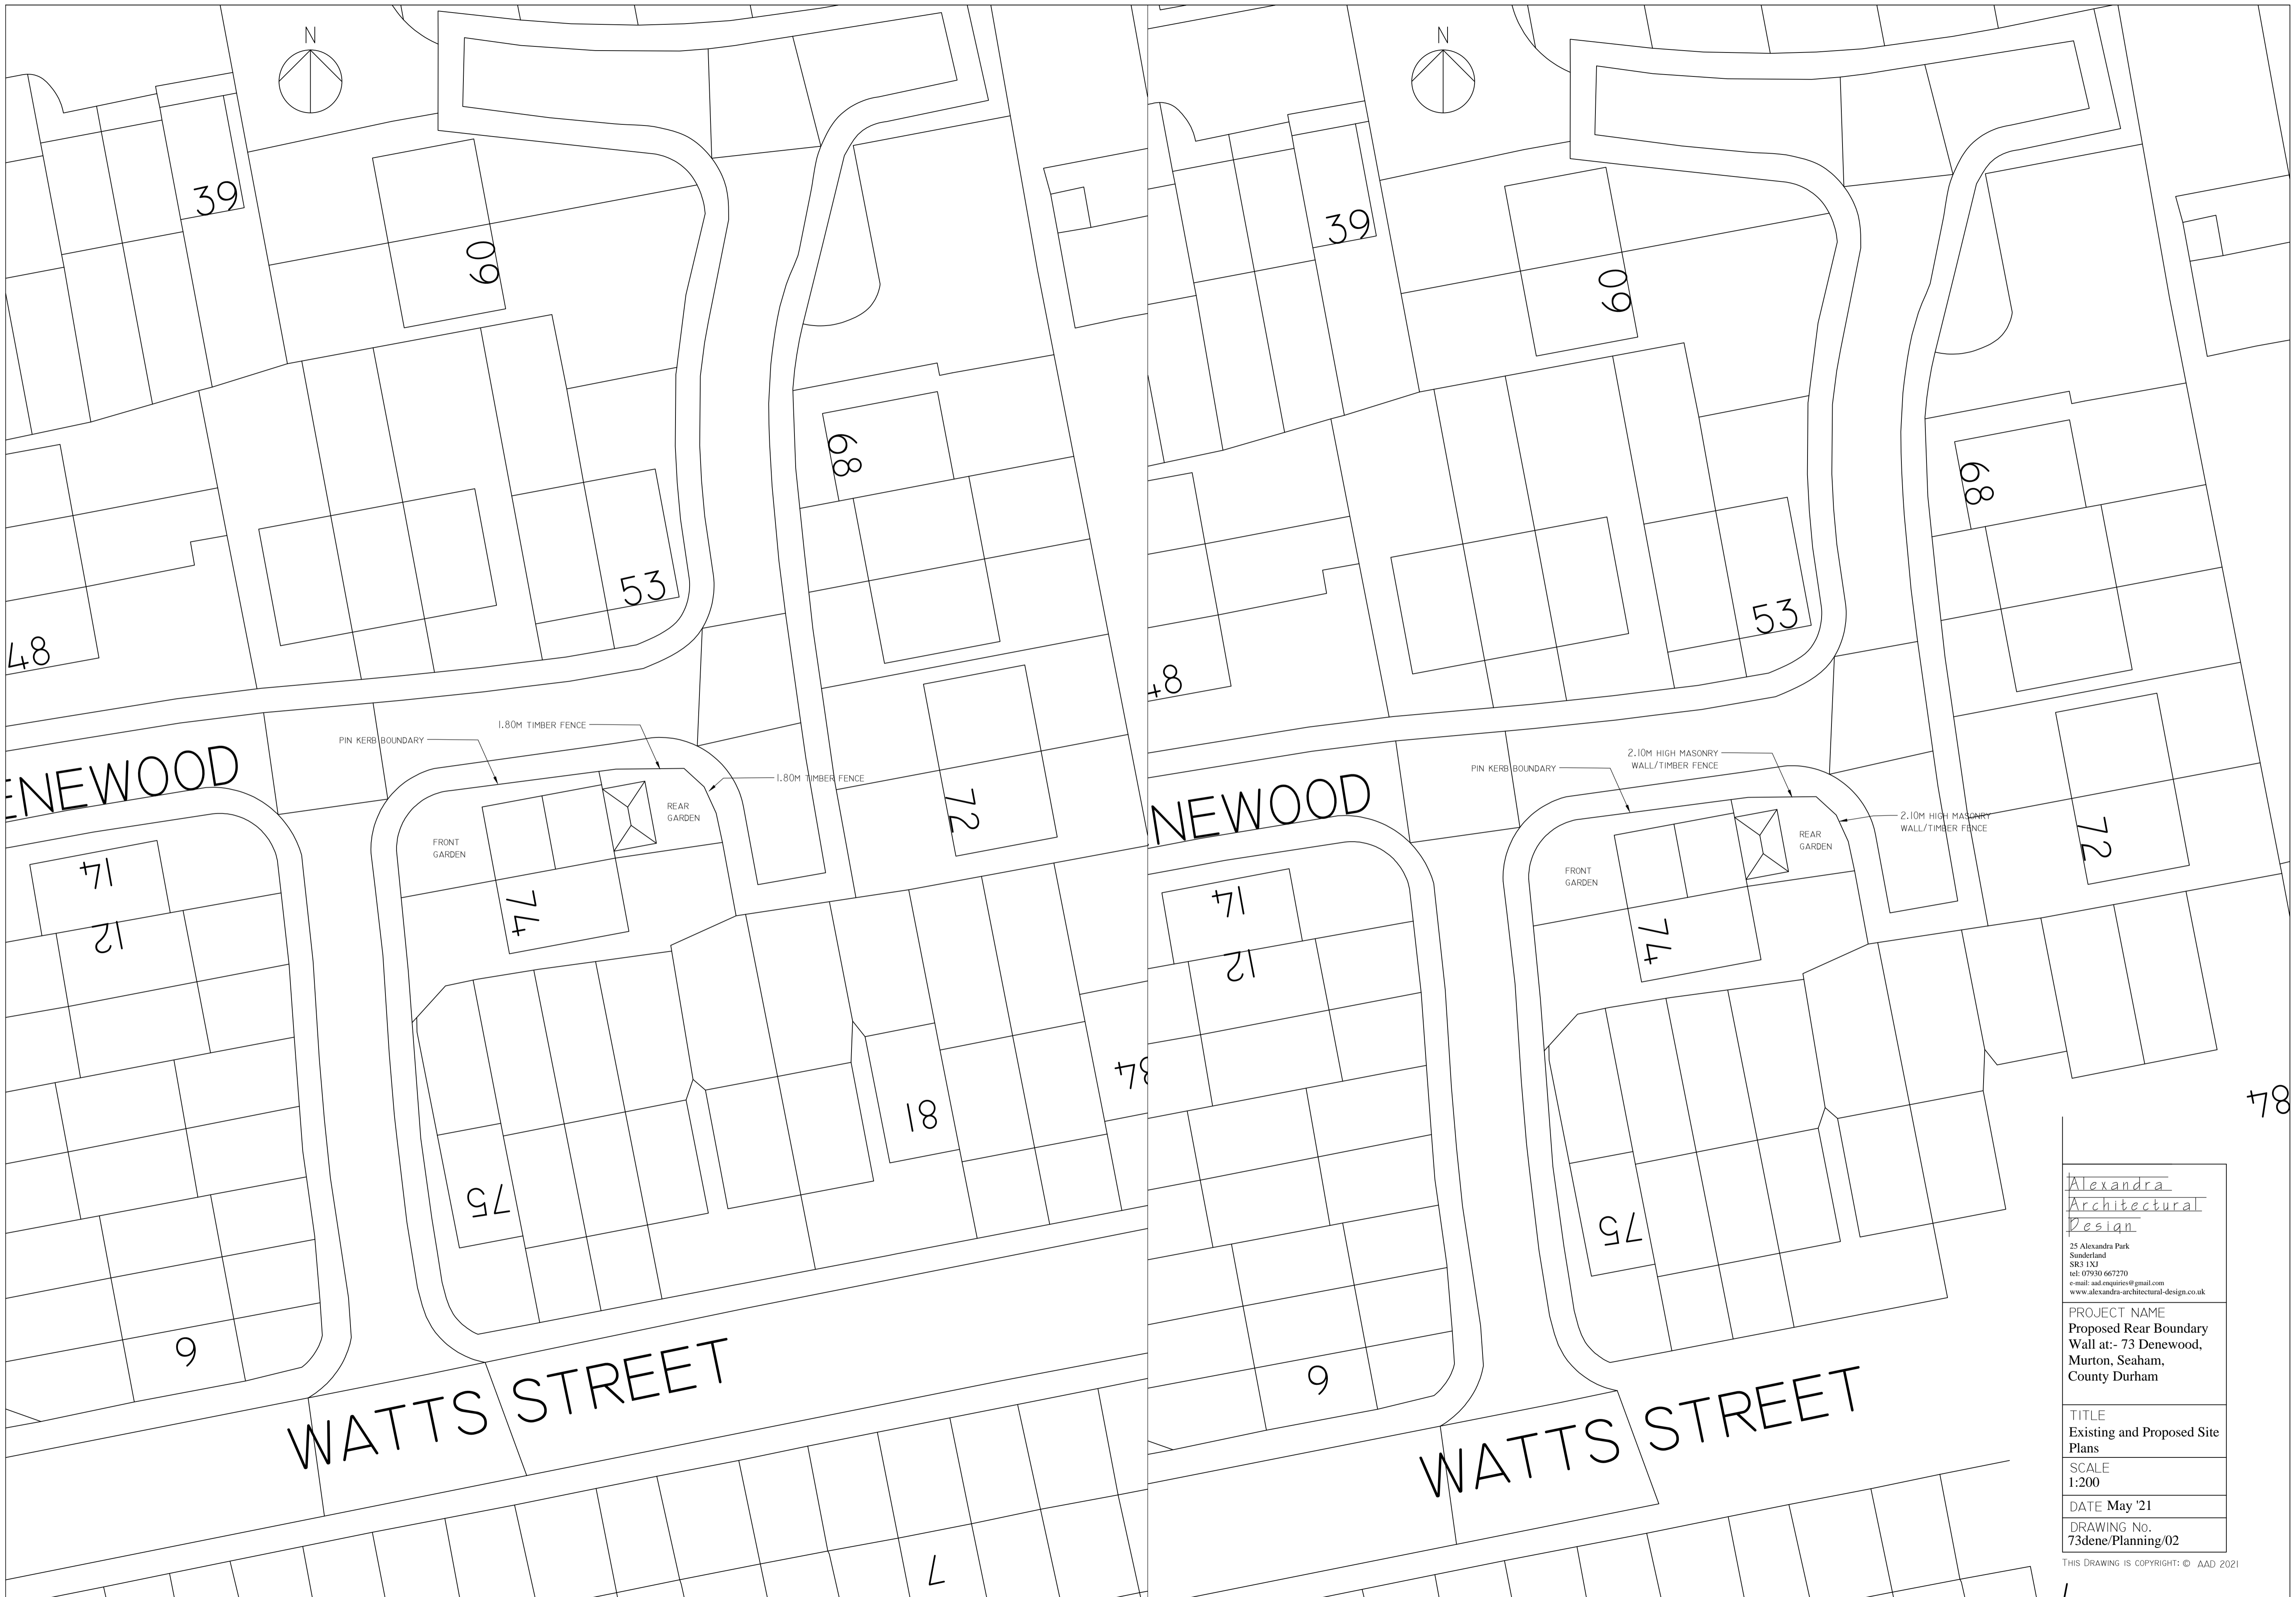 N
39
60
68
53
48
1.80M TIMBER FENCE
PIN KERB BOUNDARY
ENEWOOD
1.80M TIMBER FENCE
REAR
GARDEN
FRONT
GARDEN
72
14
12
74
84
81
75
9
WATTS STREET
7
N
39
60
68
53
48
2.10M HIGH MASONRY
WALL/TIMBER FENCE
PIN KERB BOUNDARY
NEWOOD
2.10M HIGH MASONRY
WALL/TIMBER FENCE
REAR
GARDEN
FRONT
GARDEN
72
14
12
74
84
75
9
WATTS STREET
Alexandra
Architectural
Design
25 Alexandra Park
Sunderland
SR3 1XJ
tel: 07930 667270
e-mail: aad.enquiries@gmail.com
www.alexandra-architectural-design.co.uk
PROJECT NAME
Proposed Rear Boundary
Wall at:- 73 Denewood,
Murton, Seaham,
County Durham
TITLE
Existing and Proposed Site
Plans
SCALE
1:200
DATE May '21
DRAWING No.
73dene/Planning/02
THIS DRAWING IS COPYRIGHT: © AAD 2021